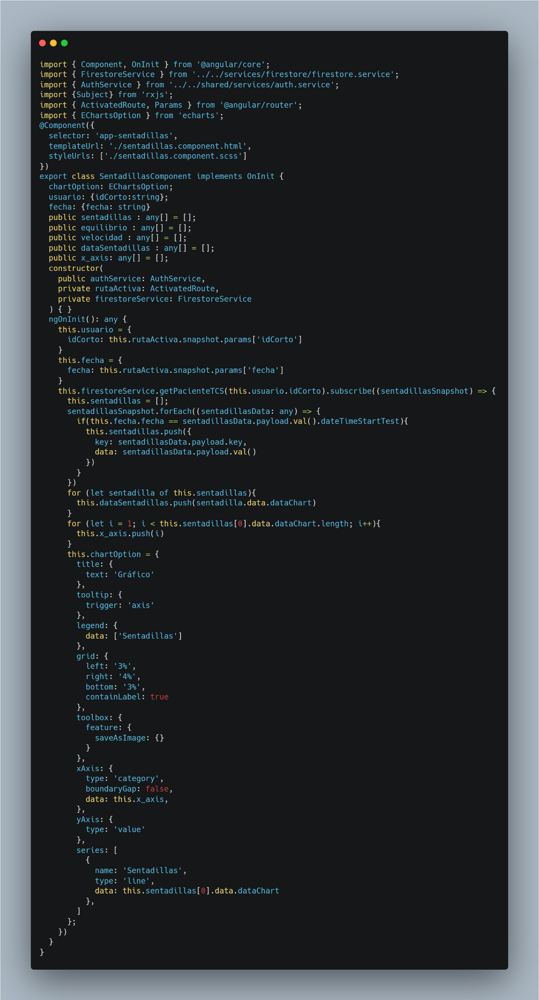 import { Component, OnInit } from '@angular/core';
import { FirestoreService } from '../../services/firestore/firestore.service';
import { AuthService } from '../../shared/services/auth.service';
import {Subject} from 'rxjs';
import { ActivatedRoute, Params } from '@angular/router';
import { EChartsOption } from 'echarts';
@Component({
  selector: 'app-sentadillas',
  templateUrl: './sentadillas.component.html',
  styleUrls: ['./sentadillas.component.scss']
})
export class SentadillasComponent implements OnInit {
  chartOption: EChartsOption;
  usuario: {idCorto:string};
  fecha: {fecha: string}
  public sentadillas : any[] = [];
  public equilibrio : any[] = [];
  public velocidad : any[] = [];
  public dataSentadillas : any[] = [];
  public x_axis: any[] = [];
  constructor(
    public authService: AuthService,
    private rutaActiva: ActivatedRoute,
    private firestoreService: FirestoreService
  ) { }
  ngOnInit(): any {
    this.usuario = {
      idCorto: this.rutaActiva.snapshot.params['idCorto']
    }
    this.fecha = {
      fecha: this.rutaActiva.snapshot.params['fecha']
    }
    this.firestoreService.getPacienteTCS(this.usuario.idCorto).subscribe((sentadillasSnapshot) => {
      this.sentadillas = [];
      sentadillasSnapshot.forEach((sentadillasData: any) => {
        if(this.fecha.fecha == sentadillasData.payload.val().dateTimeStartTest){
          this.sentadillas.push({
            key: sentadillasData.payload.key,
            data: sentadillasData.payload.val()
          })
        }
      })
      for (let sentadilla of this.sentadillas){
        this.dataSentadillas.push(sentadilla.data.dataChart)
      }
      for (let i = 1; i < this.sentadillas[0].data.dataChart.length; i++){
        this.x_axis.push(i)
      }
      this.chartOption = {
        title: {
          text: 'Gráfico'
        },
        tooltip: {
          trigger: 'axis'
        },
        legend: {
          data: ['Sentadillas']
        },
        grid: {
          left: '3%',
          right: '4%',
          bottom: '3%',
          containLabel: true
        },
        toolbox: {
          feature: {
            saveAsImage: {}
          }
        },
        xAxis: {
          type: 'category',
          boundaryGap: false,
          data: this.x_axis,
        },
        yAxis: {
          type: 'value'
        },
        series: [
          {
            name: 'Sentadillas',
            type: 'line',
            data: this.sentadillas[0].data.dataChart
          },
        ]
      };
    })
  }
}